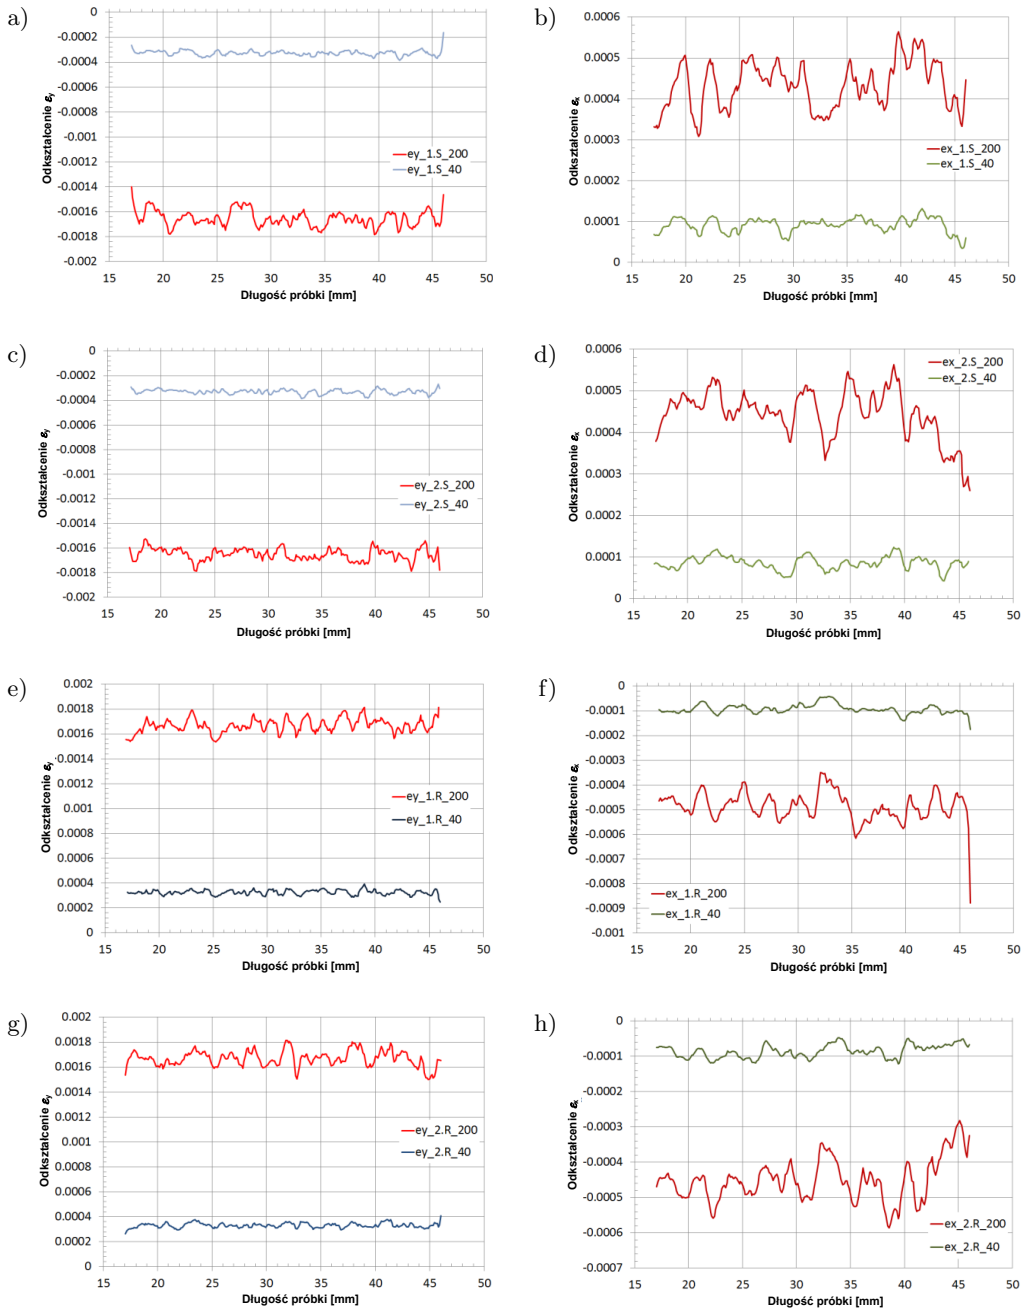 a)
0
-0.0002
-0.0004
-0.0006
-0.0008
-0.001
-0.0012
-0.0014
-0.0016
-0.0018
-0.002
Odkształcenie εy
ey_1.S_200
ey_1.S_40
15 20 25 30 35 40 45 50
Długość próbki [mm]
b)
0.0006
0.0005
0.0004
0.0003
0.0002
0.0001
0
Odkształcenie εx
ex_1.S_200
ex_1.S_40
15 20 25 30 35 40 45 50
Długość próbki [mm]
c)
0
-0.0002
-0.0004
-0.0006
-0.0008
-0.001
-0.0012
-0.0014
-0.0016
-0.0018
-0.002
Odkształcenie εy
ey_2.S_200
ey_2.S_40
15 20 25 30 35 40 45 50
Długość próbki [mm]
d)
0.0006
0.0005
0.0004
0.0003
0.0002
0.0001
0
Odkształcenie εx
ex_2.S_200
ex_2.S_40
15 20 25 30 35 40 45 50
Długość próbki [mm]
e)
0.002
0.0018
0.0016
0.0014
0.0012
0.001
0.0008
0.0006
0.0004
0.0002
0
Odkształcenie εy
ey_1.R_200
ey_1.R_40
15 20 25 30 35 40 45 50
Długość próbki [mm]
f)
0
-0.0001
-0.0002
-0.0003
-0.0004
-0.0005
-0.0006
-0.0007
-0.0008
-0.0009
-0.001
Odkształcenie εx
ex_1.R_200
ex_1.R_40
15 20 25 30 35 40 45 50
Długość próbki [mm]
g)
0.002
0.0018
0.0016
0.0014
0.0012
0.001
0.0008
0.0006
0.0004
0.0002
0
Odkształcenie εy
ey_2.R_200
ey_2.R_40
15 20 25 30 35 40 45 50
Długość próbki [mm]
h)
0
-0.0001
-0.0002
-0.0003
-0.0004
-0.0005
-0.0006
-0.0007
Odkształcenie εx
ex_2.R_200
ex_2.R_40
15 20 25 30 35 40 45 50
Długość próbki [mm]